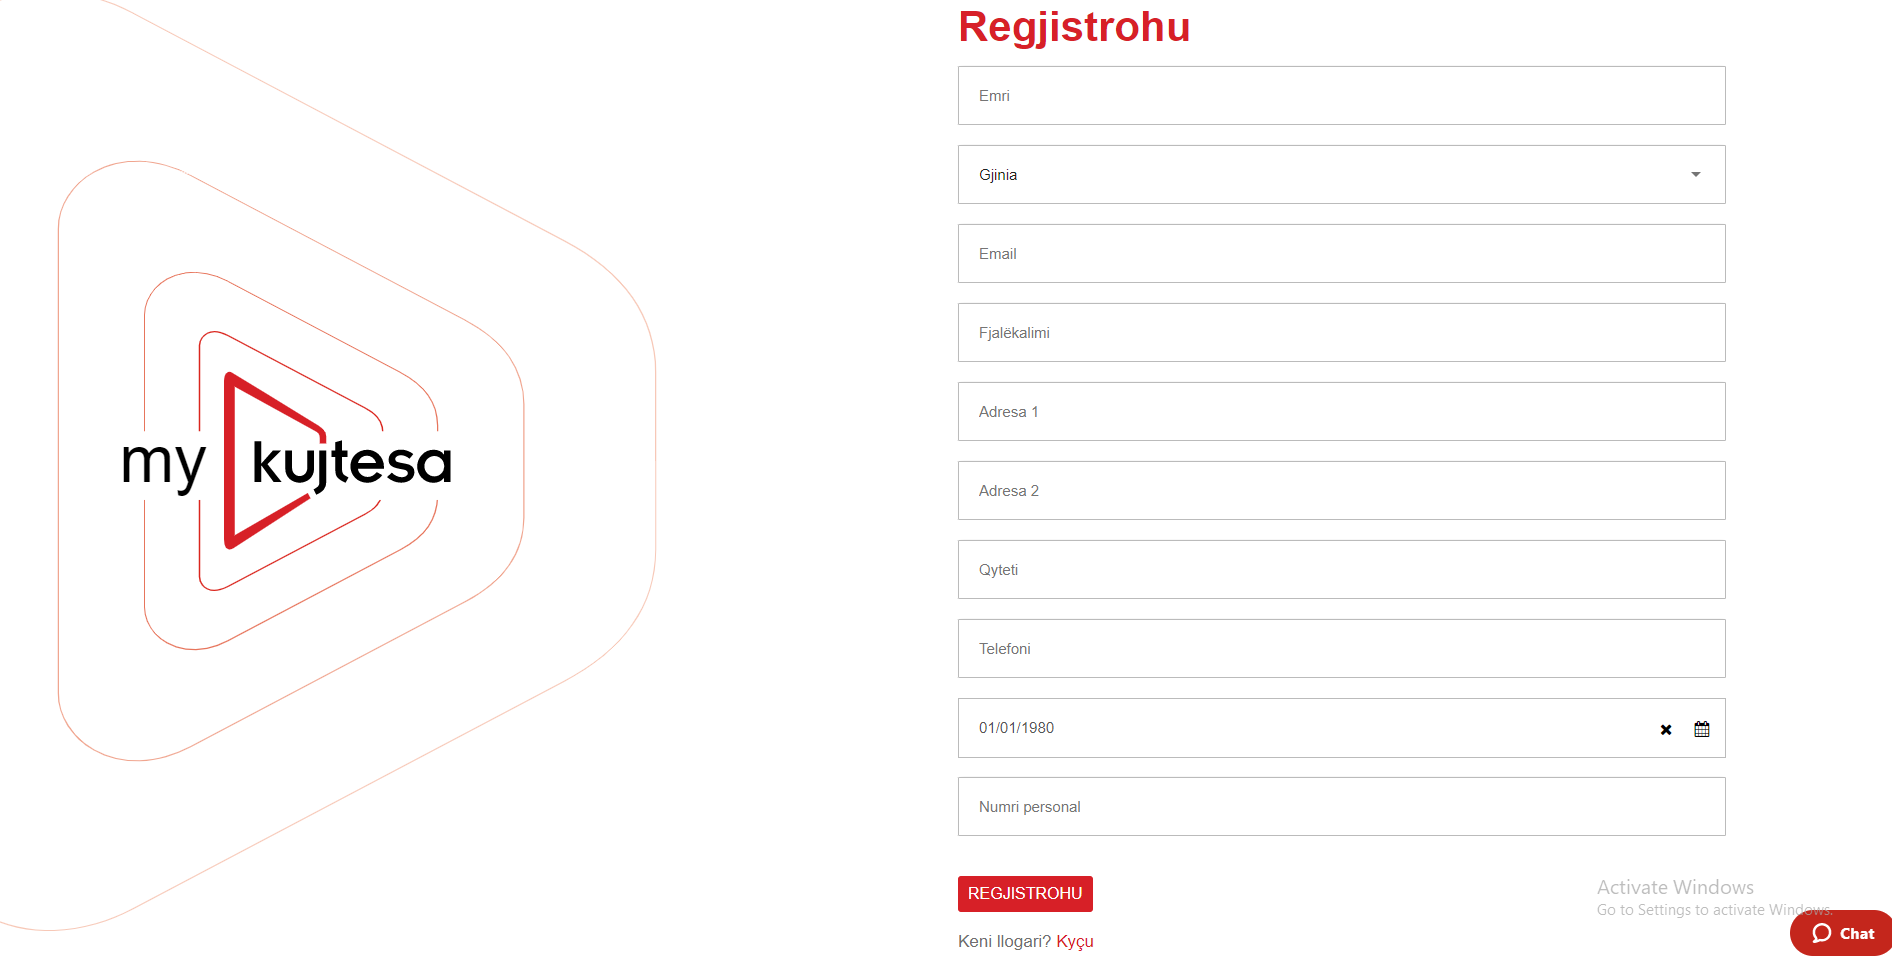 Regjistrohu
Emri
Gjinia
Email
Fjalëkalimi
Adresa 1
Adresa 2
Qyteti
Telefoni
01/01/1980
Numri personal
REGJISTROHU
Keni llogari? Kyçu
my kujtesa
Activate Windows
Go to Settings to activate Windows.
Chat